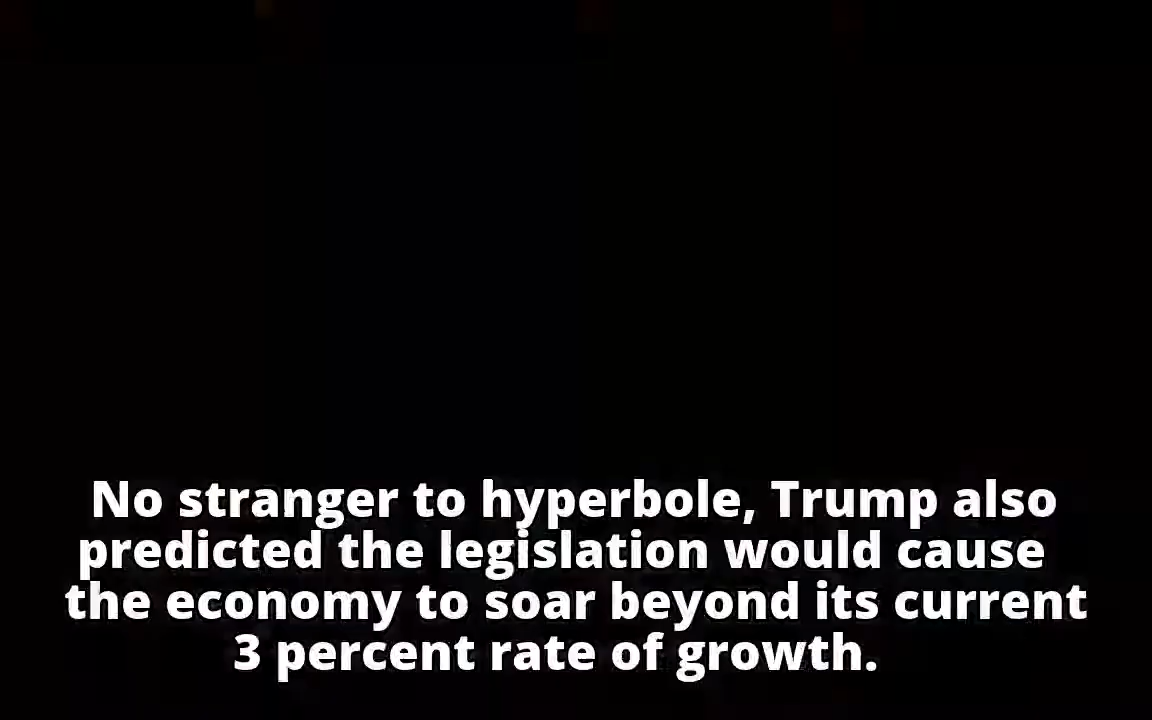 No stranger to hyperbole, Trump also
predicted the legislation would cause
the economy to soar beyond its current
3 percent rate of growth.